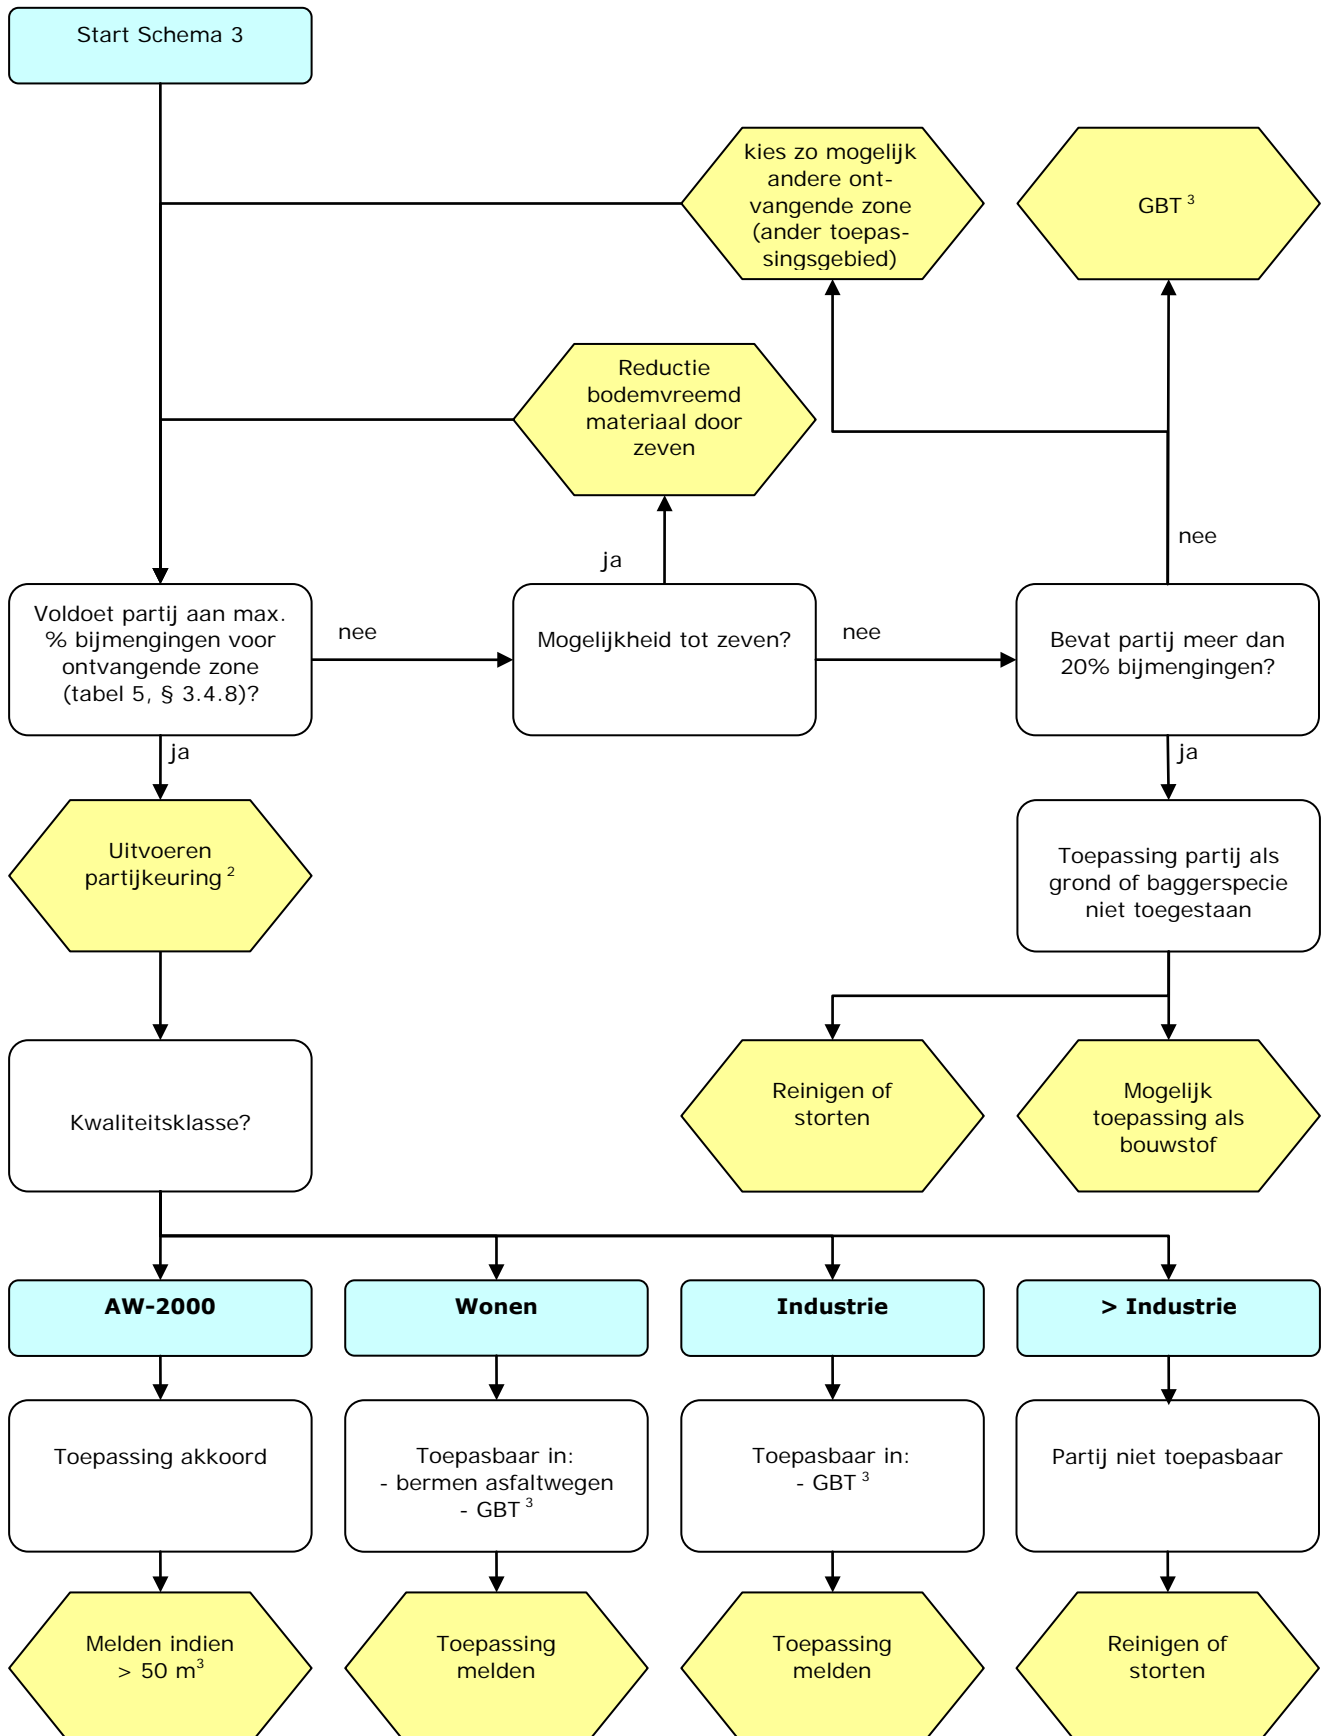 Start Schema 3
kies zo mogelijk
andere ont-
vangende zone
(ander toepas-
singsgebied)
GBT ³
Reductie
bodemvreemd
materiaal door
zeven
ja
nee
Voldoet partij aan max.
% bijmengingen voor
ontvangende zone
(tabel 5, § 3.4.8)?
nee
Mogelijkheid tot zeven?
nee
Bevat partij meer dan
20% bijmengingen?
ja
ja
Uitvoeren
partijkeuring ²
Toepassing partij als
grond of baggerspecie
niet toegestaan
Kwaliteitsklasse?
Reinigen of
storten
Mogelijk
toepassing als
bouwstof
AW-2000
Wonen
Industrie
> Industrie
Toepassing akkoord
Toepasbaar in:
- bermen asfaltwegen
- GBT ³
Toepasbaar in:
- GBT ³
Partij niet toepasbaar
Melden indien
> 50 m³
Toepassing
melden
Toepassing
melden
Reinigen of
storten